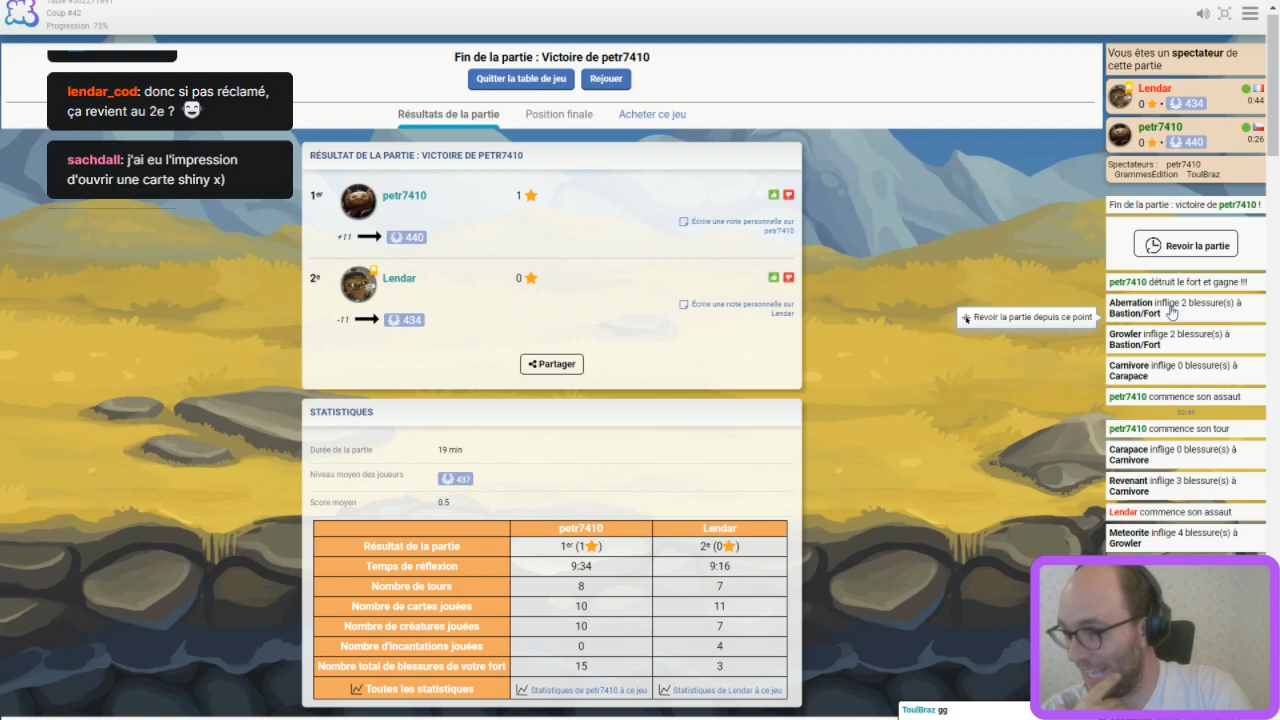 Table #502271691
Coup #42
Progression 75%
lendar_cod: donc si pas réclamé,
ça revient au 2e ?
sachdall: j'ai eu l'impression
d'ouvrir une carte shiny x)
Fin de la partie : Victoire de petr7410
Quitter la table de jeu
Rejouer
Résultats de la partie
Position finale
Acheter ce jeu
RÉSULTAT DE LA PARTIE : VICTOIRE DE PETR7410
1er
petr7410
1
Écrire une note personnelle sur
petr7410
+11
440
2e
Lendar
0
Écrire une note personnelle sur
Lendar
-11
434
Partager
STATISTIQUES
Durée de la partie 19 min
Niveau moyen des joueurs 437
Score moyen 0.5
petr7410 Lendar
Résultat de la partie 1er (1) 2e (0)
Temps de réflexion 9:34 9:16
Nombre de tours 8 7
Nombre de cartes jouées 10 11
Nombre de créatures jouées 10 7
Nombre d'incantations jouées 0 4
Nombre total de blessures de votre fort 15 3
Toutes les statistiques Statistiques de petr7410 à ce jeu Statistiques de Lendar à ce jeu
Vous êtes un spectateur de
cette partie
Lendar
0 • 434 0:44
petr7410
0 • 440 0:26
Spectateurs : petr7410
GrammesEdition ToulBraz
Fin de la partie : victoire de petr7410 !
Revoir la partie
petr7410 détruit le fort et gagne !!!
Aberration inflige 2 blessure(s) à
Bastion/Fort
Revoir la partie depuis ce point
Growler inflige 2 blessure(s) à
Bastion/Fort
Carnivore inflige 0 blessure(s) à
Carapace
petr7410 commence son assaut
22:45
petr7410 commence son tour
Carapace inflige 0 blessure(s) à
Carnivore
Revenant inflige 3 blessure(s) à
Carnivore
Lendar commence son assaut
Meteorite inflige 4 blessure(s) à
Growler
ToulBraz gg